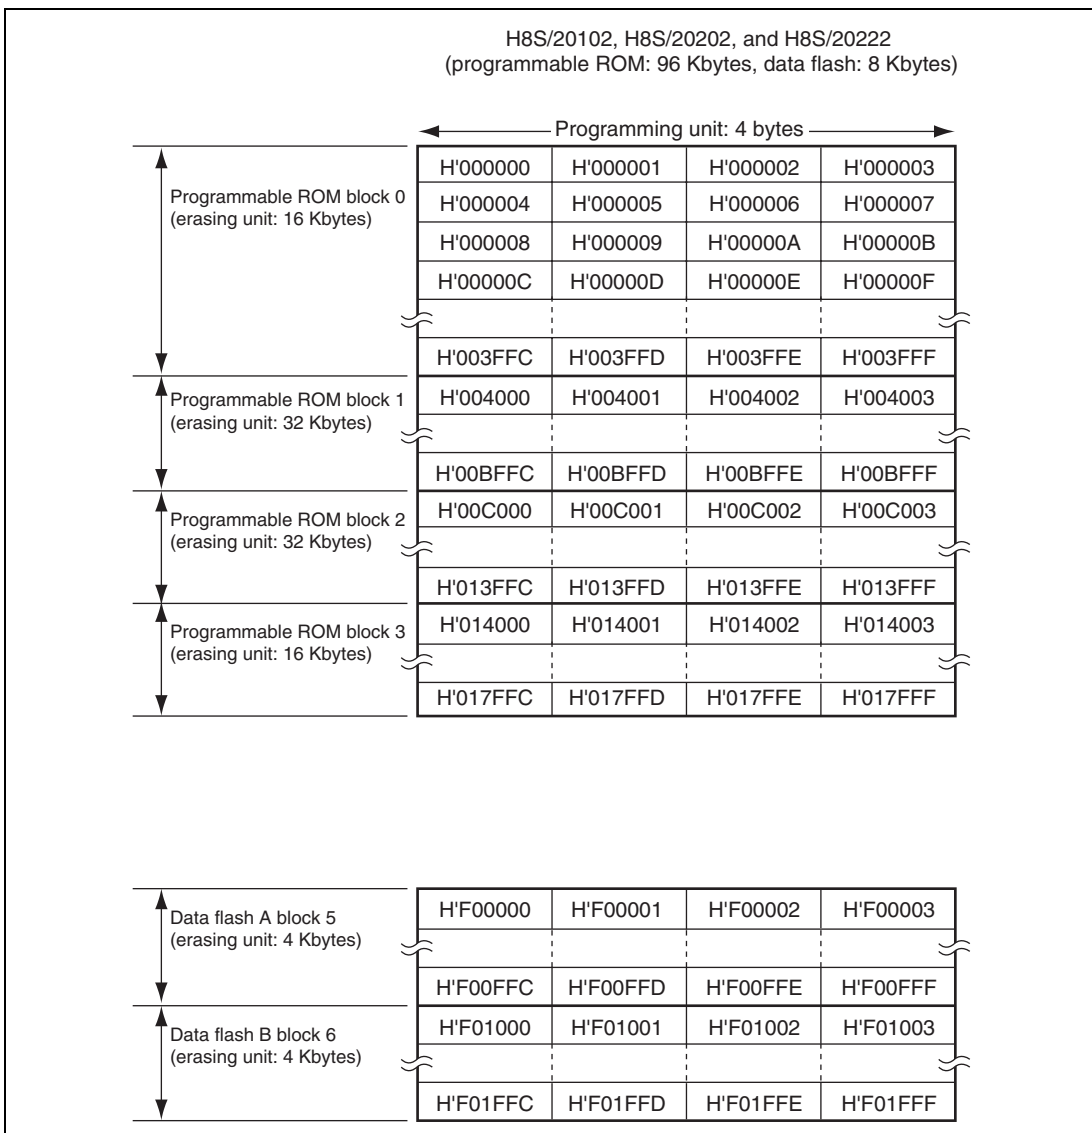 H8S/20102, H8S/20202, and H8S/20222
(programmable ROM: 96 Kbytes, data flash: 8 Kbytes)
Programming unit: 4 bytes
Programmable ROM block 0
(erasing unit: 16 Kbytes)
H'000000 H'000001 H'000002 H'000003
H'000004 H'000005 H'000006 H'000007
H'000008 H'000009 H'00000A H'00000B
H'00000C H'00000D H'00000E H'00000F
H'003FFC H'003FFD H'003FFE H'003FFF
Programmable ROM block 1
(erasing unit: 32 Kbytes)
H'004000 H'004001 H'004002 H'004003
H'00BFFC H'00BFFD H'00BFFE H'00BFFF
Programmable ROM block 2
(erasing unit: 32 Kbytes)
H'00C000 H'00C001 H'00C002 H'00C003
H'013FFC H'013FFD H'013FFE H'013FFF
Programmable ROM block 3
(erasing unit: 16 Kbytes)
H'014000 H'014001 H'014002 H'014003
H'017FFC H'017FFD H'017FFE H'017FFF
Data flash A block 5
(erasing unit: 4 Kbytes)
H'F00000 H'F00001 H'F00002 H'F00003
H'F00FFC H'F00FFD H'F00FFE H'F00FFF
Data flash B block 6
(erasing unit: 4 Kbytes)
H'F01000 H'F01001 H'F01002 H'F01003
H'F01FFC H'F01FFD H'F01FFE H'F01FFF